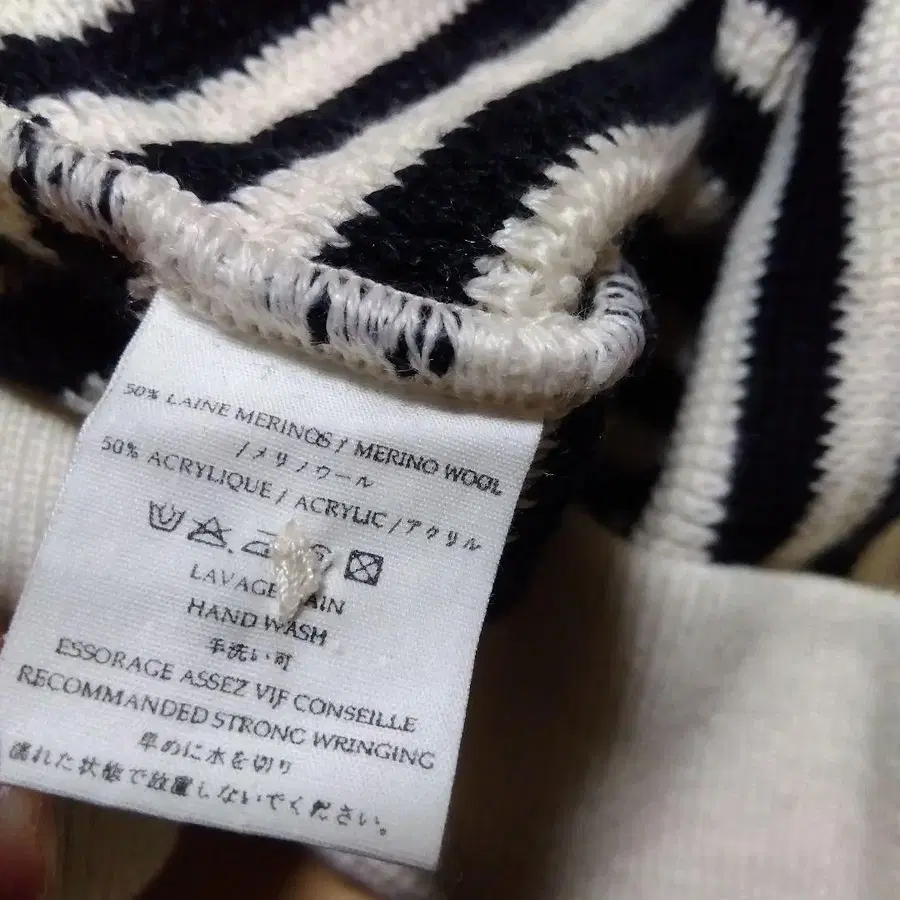 50% LAINE MERINOS / MERINO WOOL
/ メリノウール
50% ACRYLIQUE / ACRYLIC / アクリル
LAVAGE
HAND WASH
手洗い可
ESSORAGE ASSEZ VIF CONSEILLE
RECOMMANDED STRONG WRINGING
早めに水を切り
濡れた状態で放置しないでください。